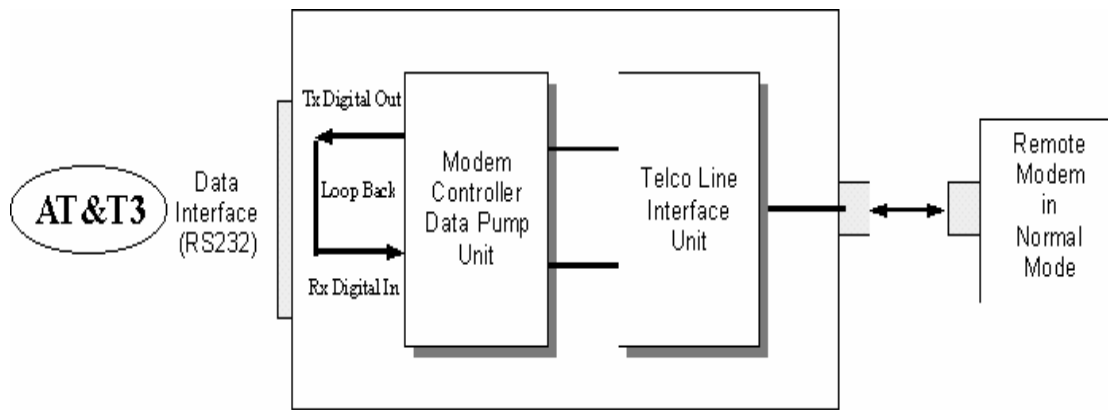 AT&T3
Data
Interface
(RS232)
Tx Digital Out
Loop Back
Rx Digital In
Modem
Controller
Data Pump
Unit
Telco Line
Interface
Unit
Remote
Modem
in
Normal
Mode